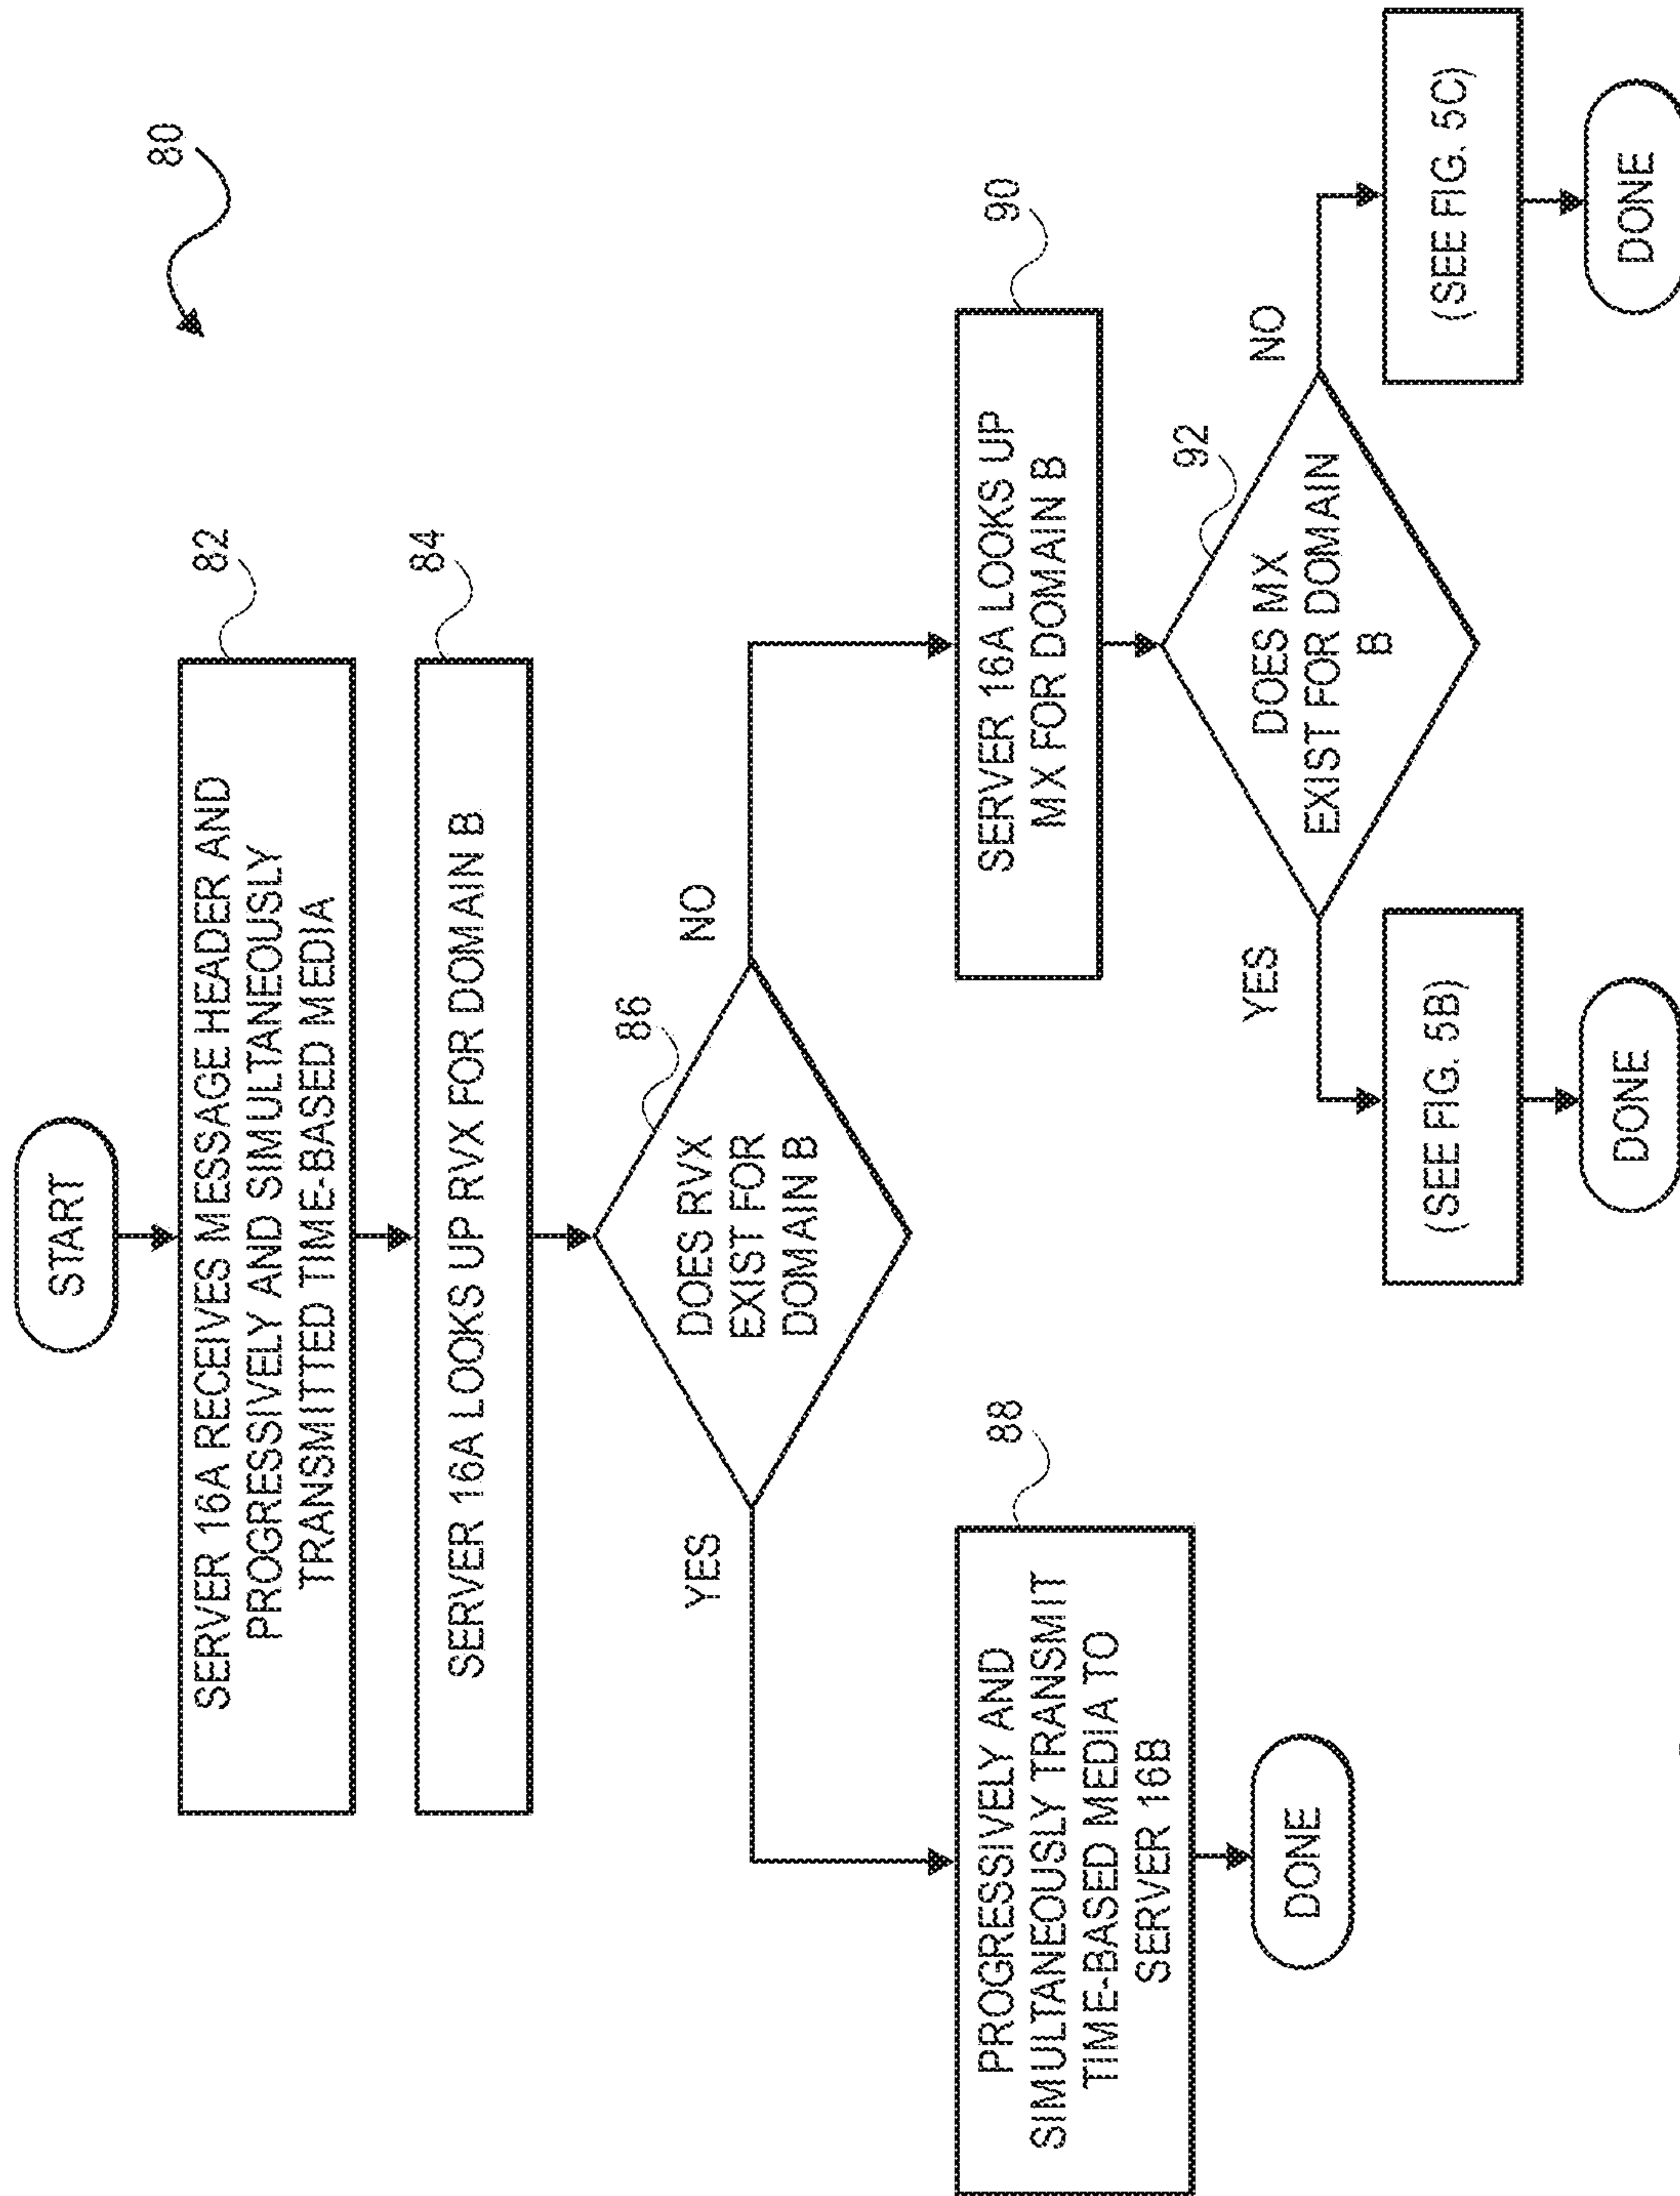 80
START
SERVER 16A RECEIVES MESSAGE HEADER AND
PROGRESSIVELY AND SIMULTANEOUSLY
TRANSMITTED TIME-BASED MEDIA
82
SERVER 16A LOOKS UP RVX FOR DOMAIN B
84
DOES RVX
EXIST FOR
DOMAIN B
86
YES
NO
PROGRESSIVELY AND
SIMULTANEOUSLY TRANSMIT
TIME-BASED MEDIA TO
SERVER 16B
88
DONE
SERVER 16A LOOKS UP
MX FOR DOMAIN B
90
DOES MX
EXIST FOR DOMAIN
B
92
YES
NO
(SEE FIG. 5B)
DONE
(SEE FIG. 5C)
DONE